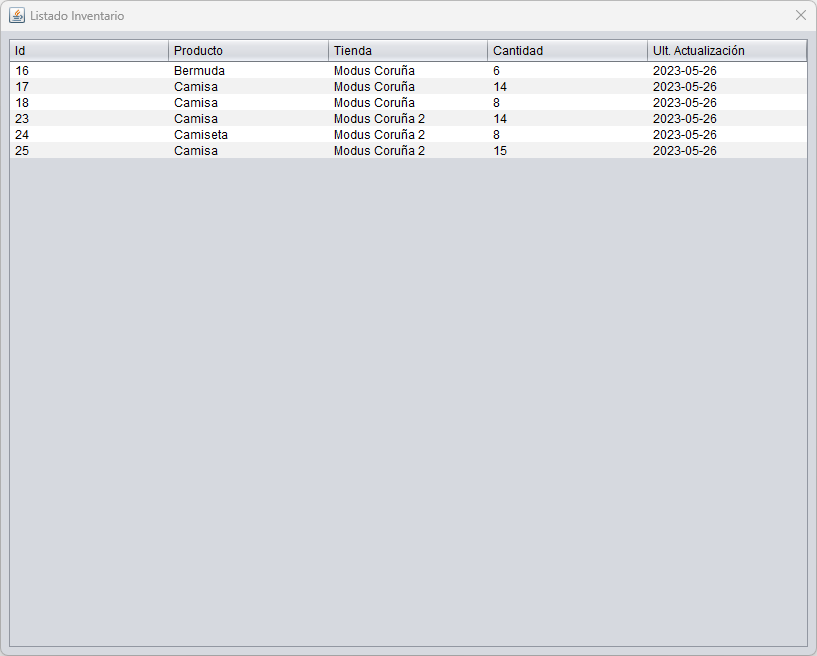 Listado Inventario
Id Producto Tienda Cantidad Ult. Actualización
16 Bermuda Modus Coruña 6 2023-05-26
17 Camisa Modus Coruña 14 2023-05-26
18 Camisa Modus Coruña 8 2023-05-26
23 Camisa Modus Coruña 2 14 2023-05-26
24 Camiseta Modus Coruña 2 8 2023-05-26
25 Camisa Modus Coruña 2 15 2023-05-26